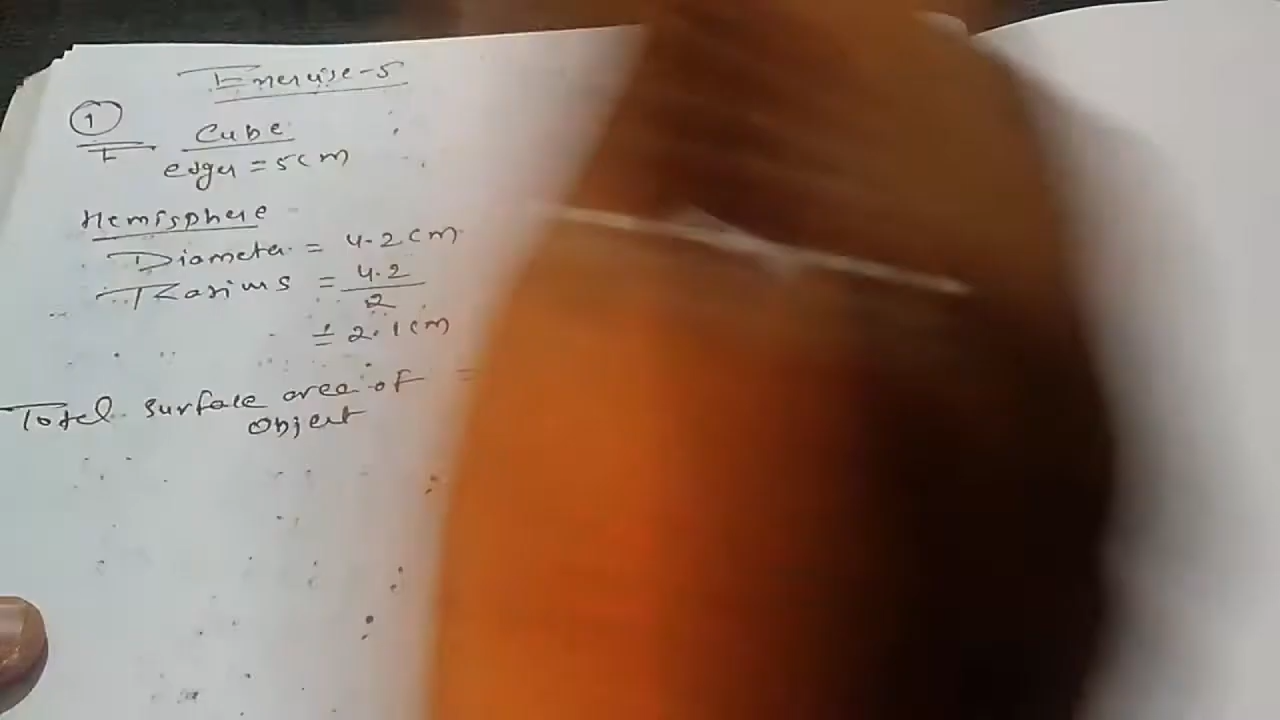 Exercise-5
1
Cube
edge = 5cm
Hemisphere
Diameter = 4.2cm
Radius = 4.2
2
= 2.1cm
Total surface area of =
object